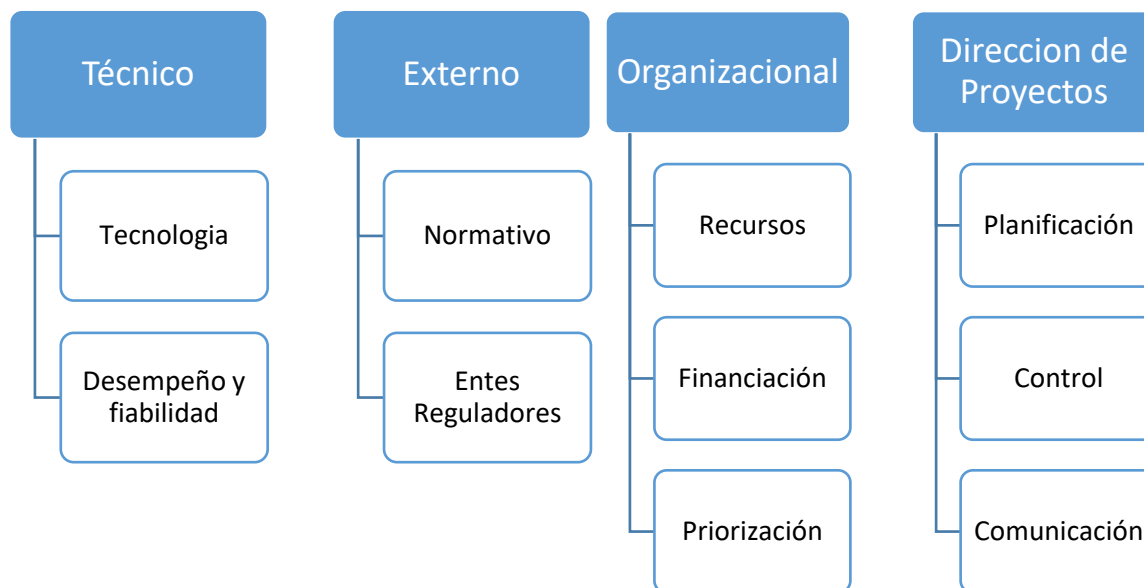 Técnico
Tecnologia
Desempeño y
fiabilidad
Externo
Normativo
Entes
Reguladores
Organizacional
Recursos
Financiación
Priorización
Direccion de
Proyectos
Planificación
Control
Comunicación